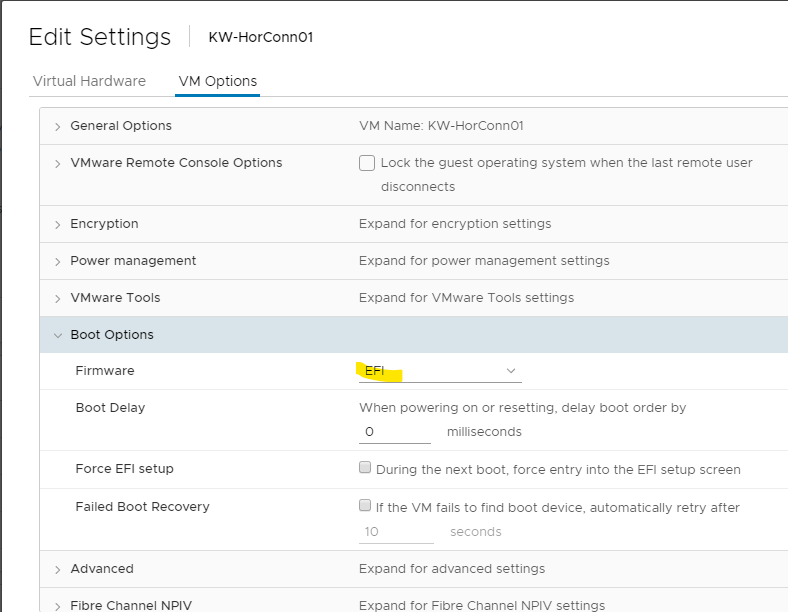 Edit Settings KW-HorConn01
Virtual Hardware VM Options
General Options VM Name: KW-HorConn01
VMware Remote Console Options Lock the guest operating system when the last remote user
disconnects
Encryption Expand for encryption settings
Power management Expand for power management settings
VMware Tools Expand for VMware Tools settings
Boot Options
Firmware EFI
Boot Delay When powering on or resetting, delay boot order by
0 milliseconds
Force EFI setup During the next boot, force entry into the EFI setup screen
Failed Boot Recovery If the VM fails to find boot device, automatically retry after
10 seconds
Advanced Expand for advanced settings
Fibre Channel NPIV Expand for Fibre Channel NPIV settings